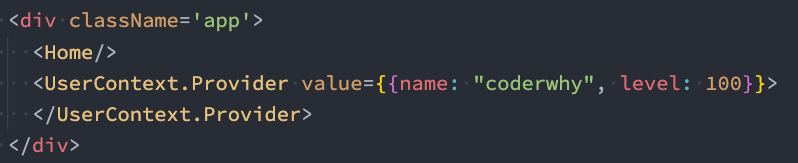 <div className='app'>
<Home/>
<UserContext.Provider value={{name: "coderwhy", level: 100}}>
</UserContext.Provider>
</div>